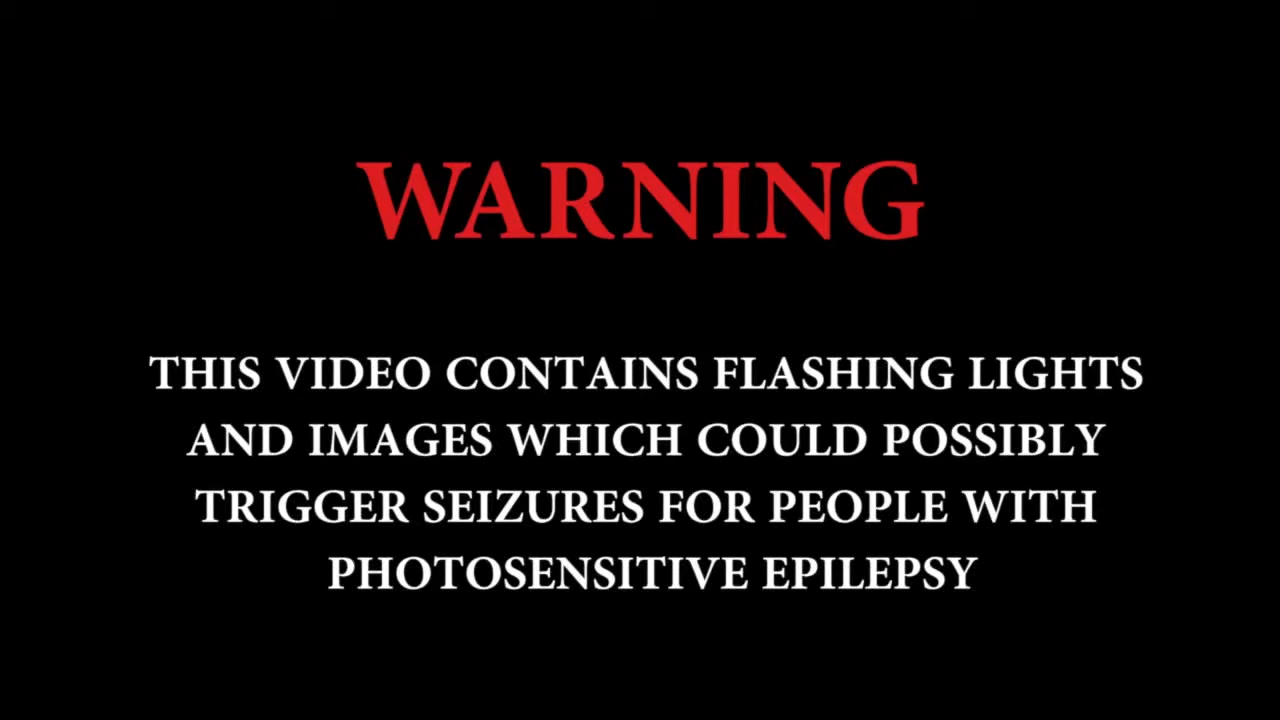 WARNING
THIS VIDEO CONTAINS FLASHING LIGHTS
AND IMAGES WHICH COULD POSSIBLY
TRIGGER SEIZURES FOR PEOPLE WITH
PHOTOSENSITIVE EPILEPSY